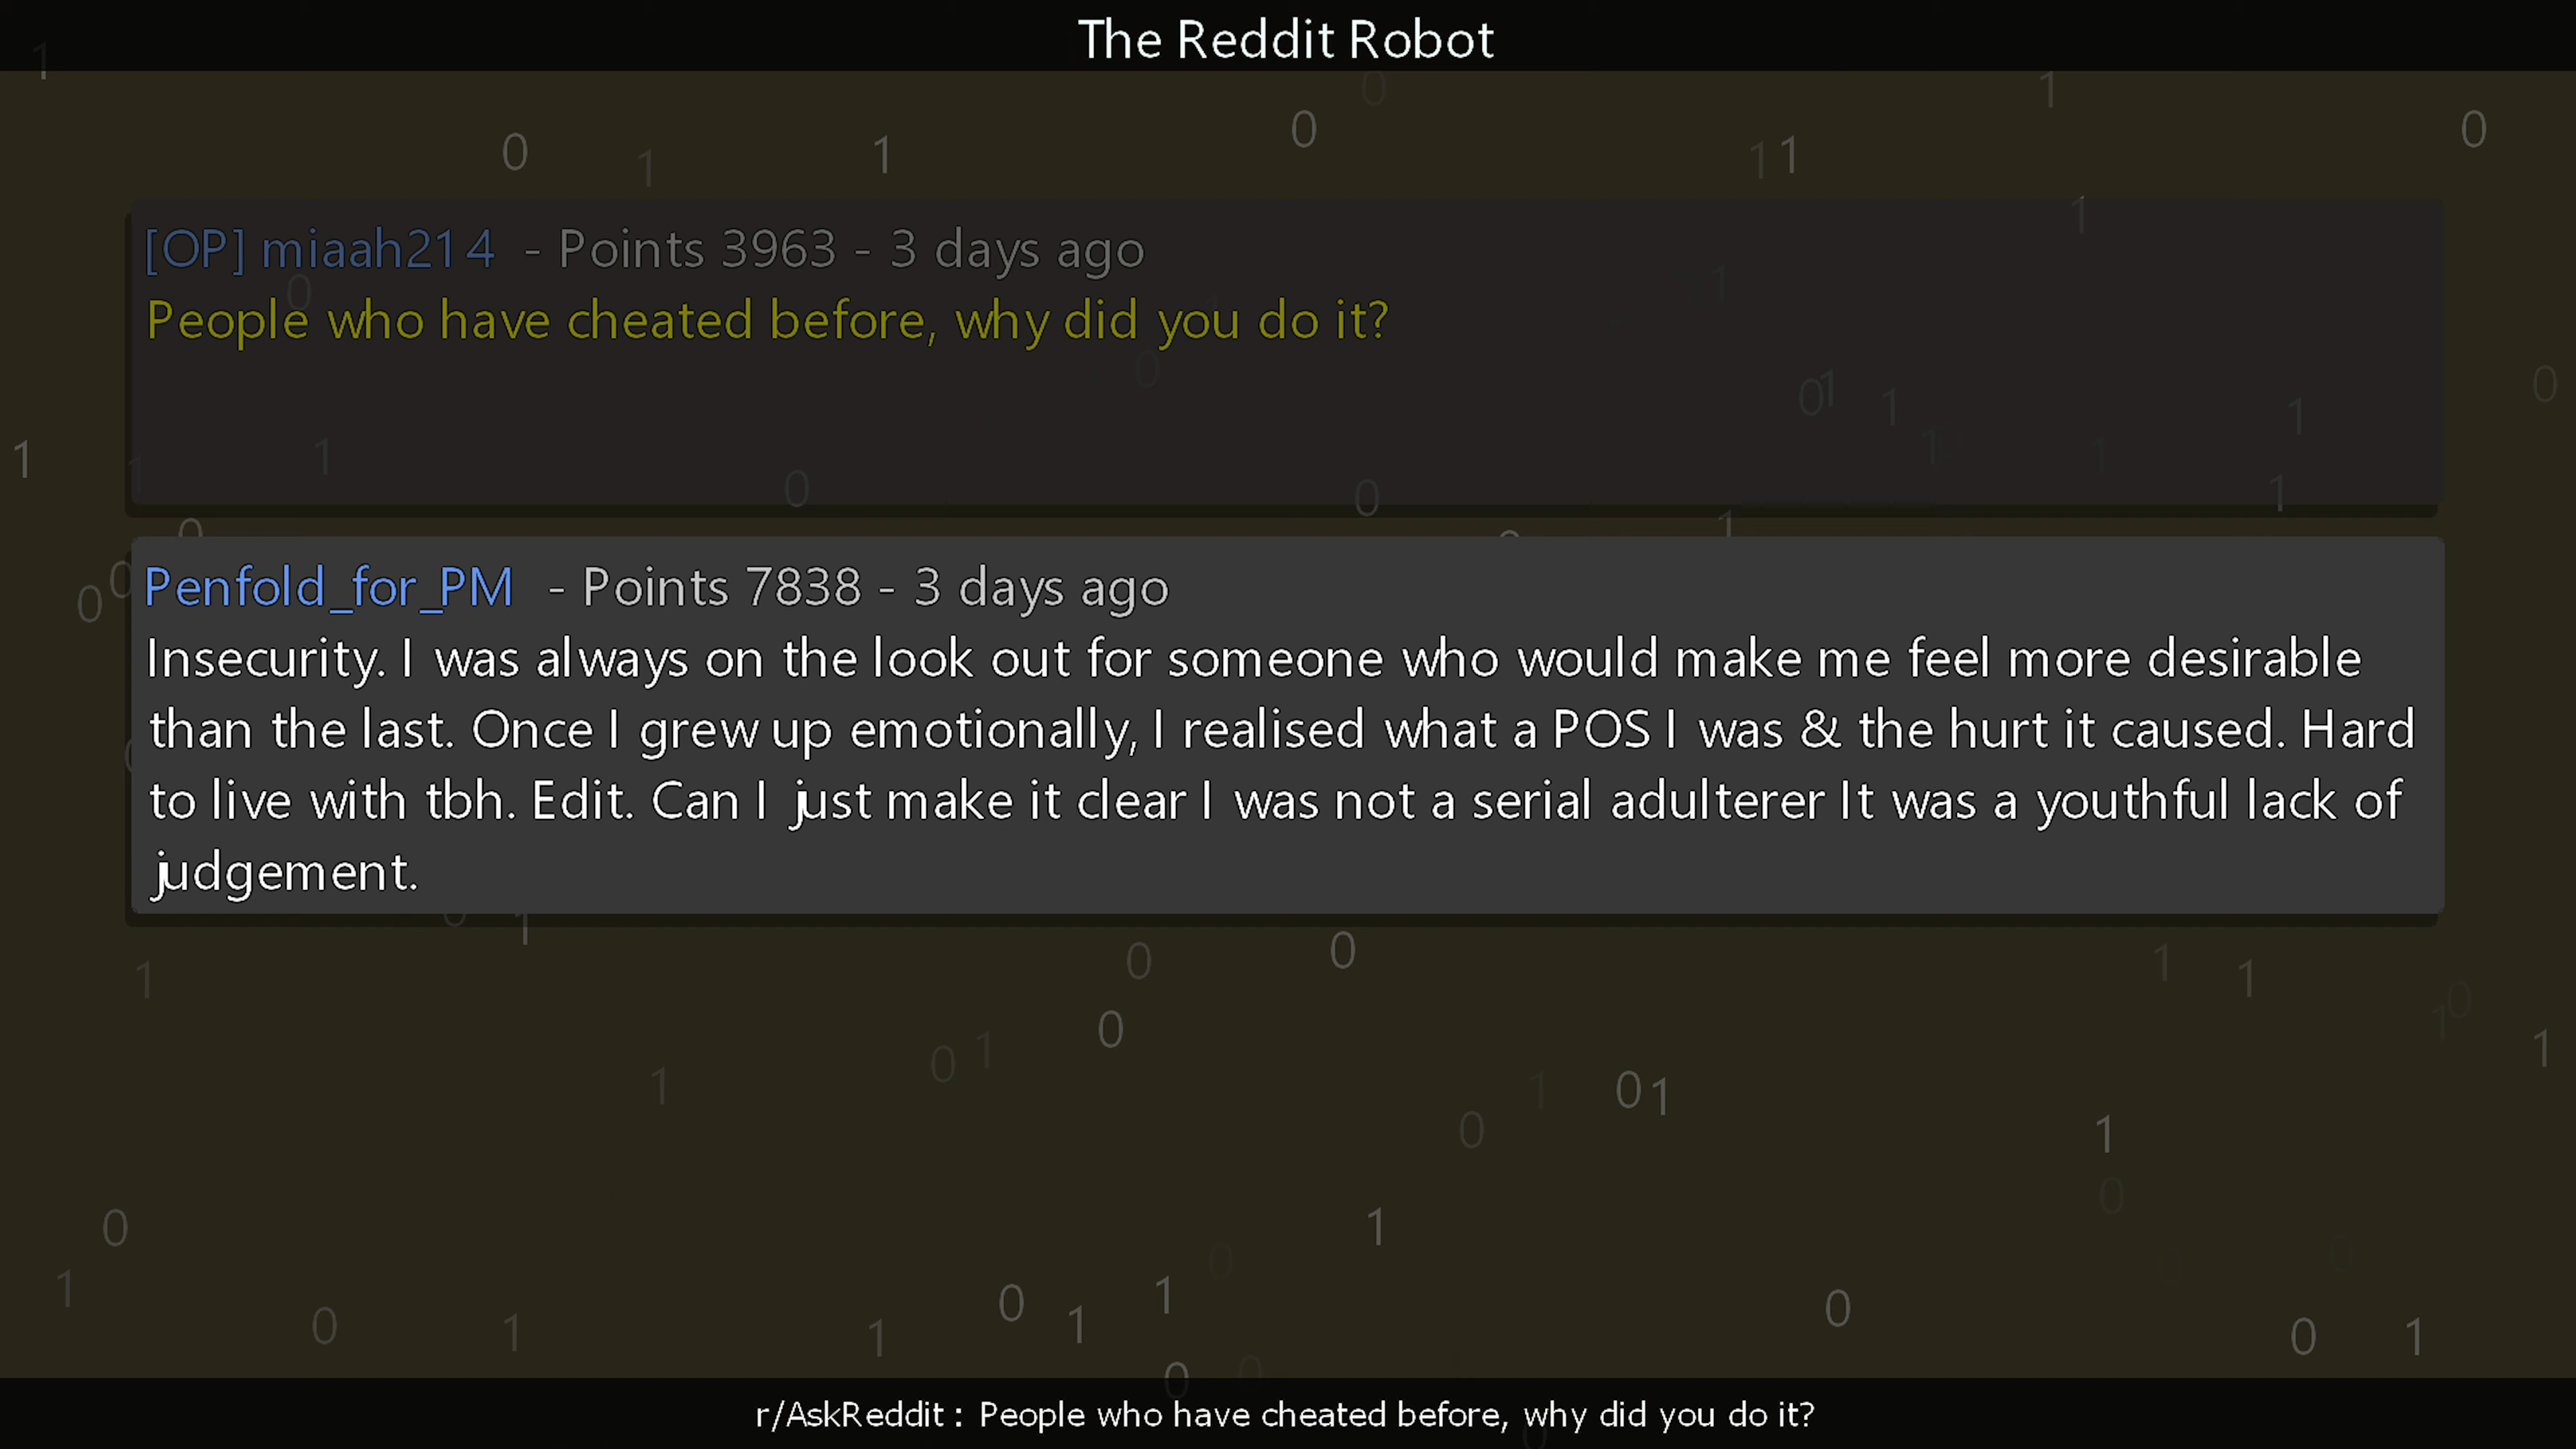 The Reddit Robot
[OP] miaah214 - Points 3963 - 3 days ago
People who have cheated before, why did you do it?
Penfold_for_PM - Points 7838 - 3 days ago
Insecurity. I was always on the look out for someone who would make me feel more desirable
than the last. Once I grew up emotionally, I realised what a POS I was & the hurt it caused. Hard
to live with tbh. Edit. Can I just make it clear I was not a serial adulterer It was a youthful lack of
judgement.
r/AskReddit : People who have cheated before, why did you do it?